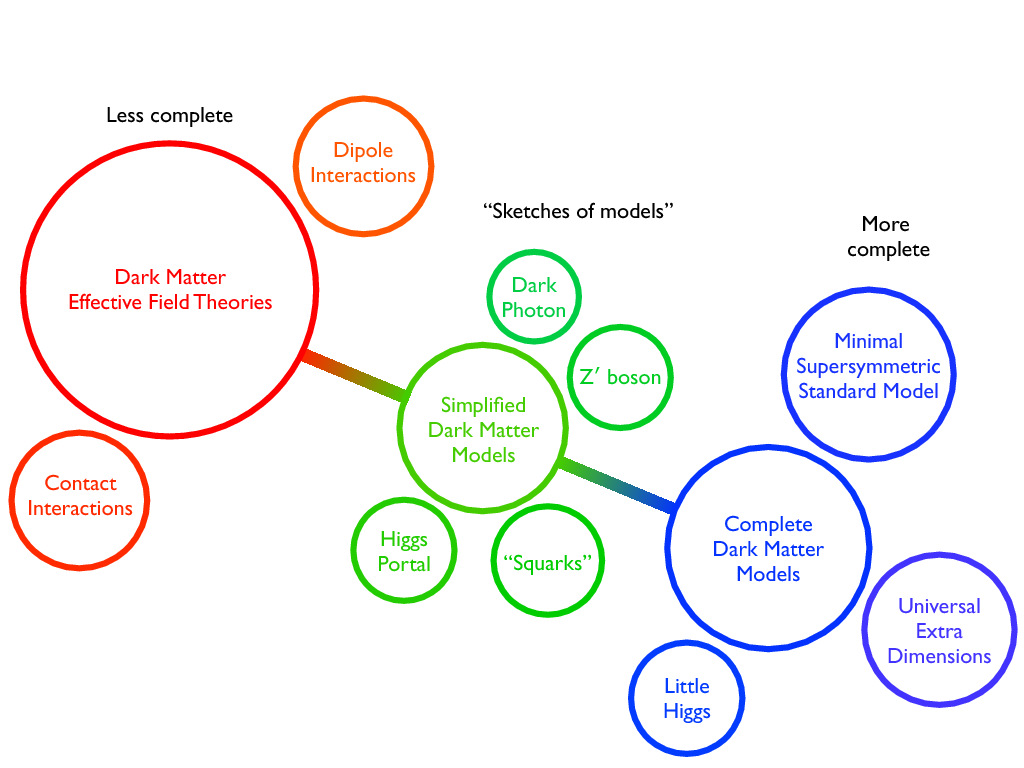 Less complete
Dipole
Interactions
Dark Matter
Effective Field Theories
Contact
Interactions
“Sketches of models”
Dark
Photon
Z′ boson
Simplified
Dark Matter
Models
Higgs
Portal
“Squarks”
More
complete
Minimal
Supersymmetric
Standard Model
Complete
Dark Matter
Models
Universal
Extra
Dimensions
Little
Higgs